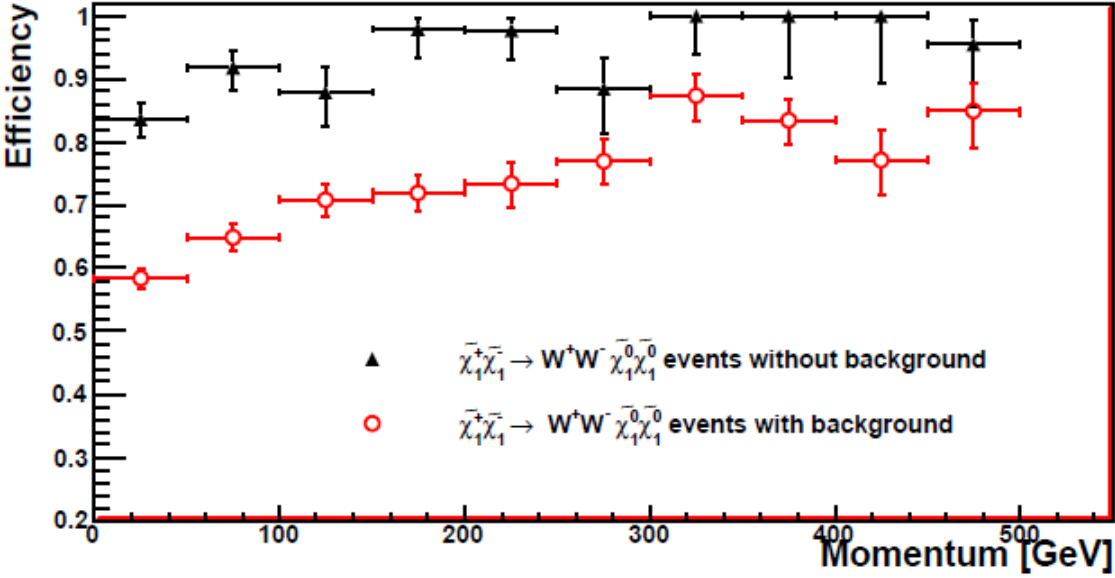 Efficiency
1
0.9
0.8
0.7
0.6
0.5
0.4
0.3
0.2
χ̃₁⁺χ̃₁⁻ → W⁺W⁻ χ̃₁⁰χ̃₁⁰ events without background
χ̃₁⁺χ̃₁⁻ → W⁺W⁻ χ̃₁⁰χ̃₁⁰ events with background
0 100 200 300 400 500
Momentum [GeV]